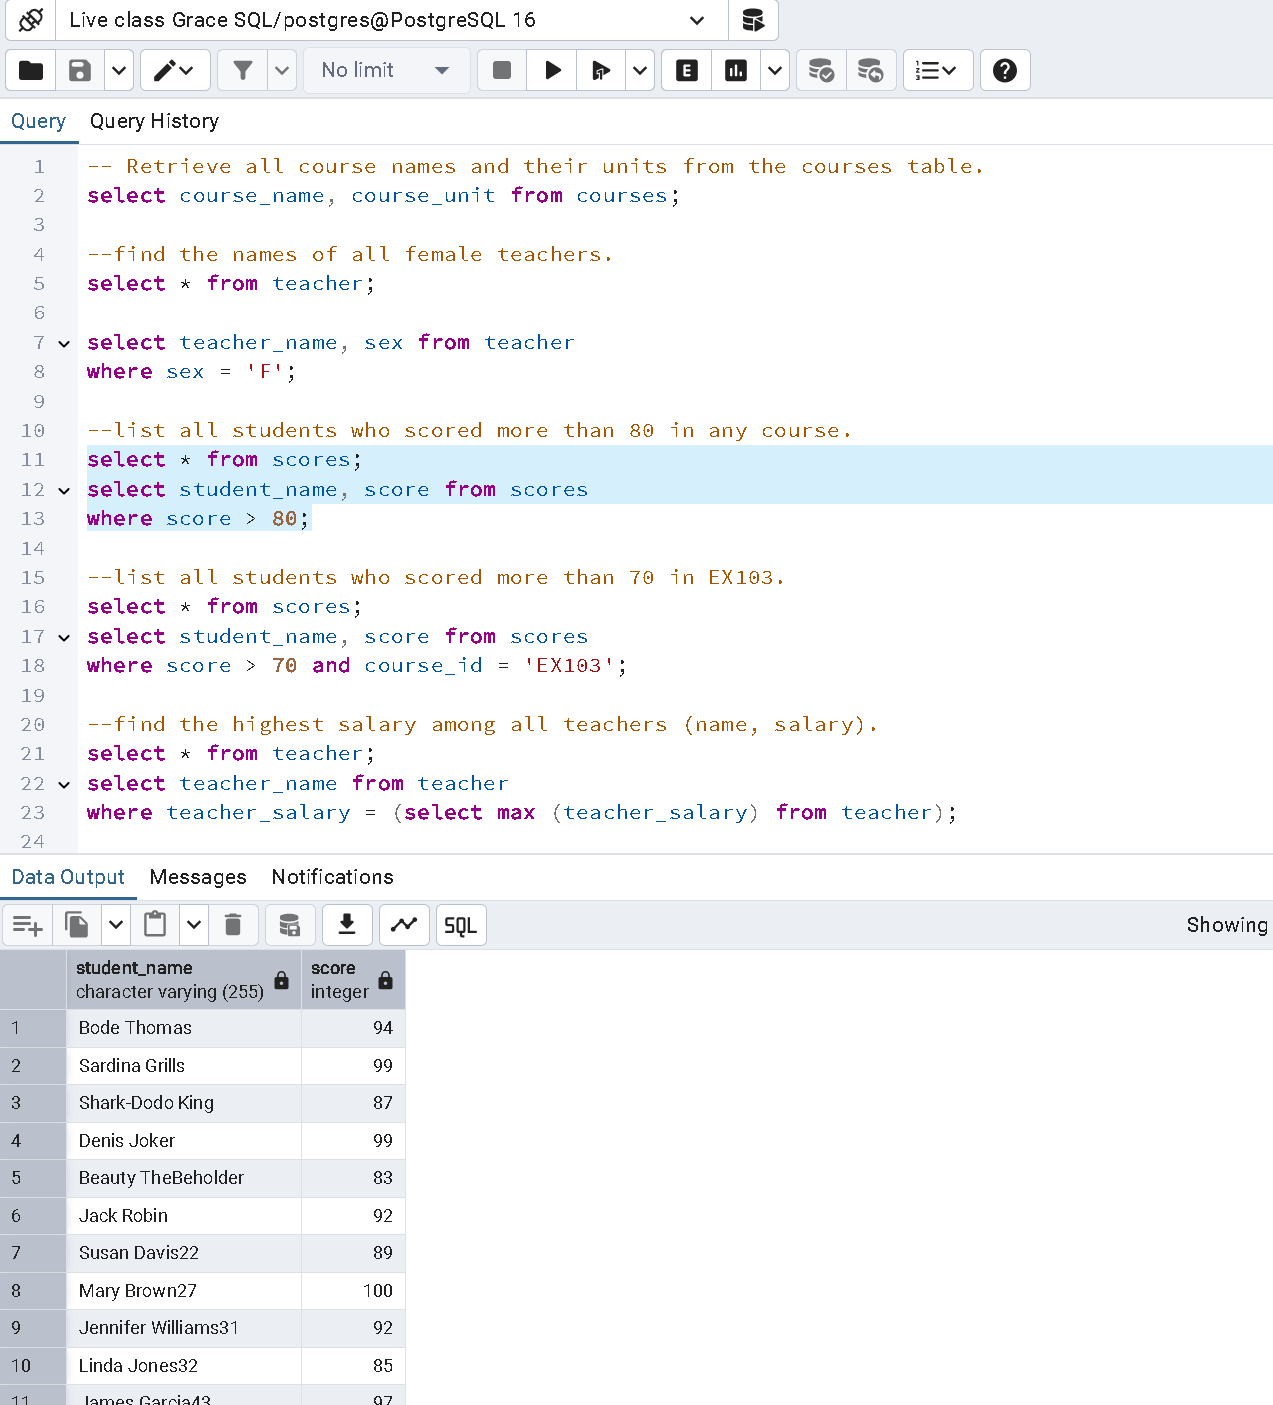 Live class Grace SQL/postgres@PostgreSQL 16
No limit
E
Query Query History
1 -- Retrieve all course names and their units from the courses table.
2 select course_name, course_unit from courses;
3
4 --find the names of all female teachers.
5 select * from teacher;
6
7 select teacher_name, sex from teacher
8 where sex = 'F';
9
10 --list all students who scored more than 80 in any course.
11 select * from scores;
12 select student_name, score from scores
13 where score > 80;
14
15 --list all students who scored more than 70 in EX103.
16 select * from scores;
17 select student_name, score from scores
18 where score > 70 and course_id = 'EX103';
19
20 --find the highest salary among all teachers (name, salary).
21 select * from teacher;
22 select teacher_name from teacher
23 where teacher_salary = (select max (teacher_salary) from teacher);
24
Data Output Messages Notifications
SQL Showing
student_name score
character varying (255) integer
1 Bode Thomas 94
2 Sardina Grills 99
3 Shark-Dodo King 87
4 Denis Joker 99
5 Beauty TheBeholder 83
6 Jack Robin 92
7 Susan Davis22 89
8 Mary Brown27 100
9 Jennifer Williams31 92
10 Linda Jones32 85
11 James Garcia43 97